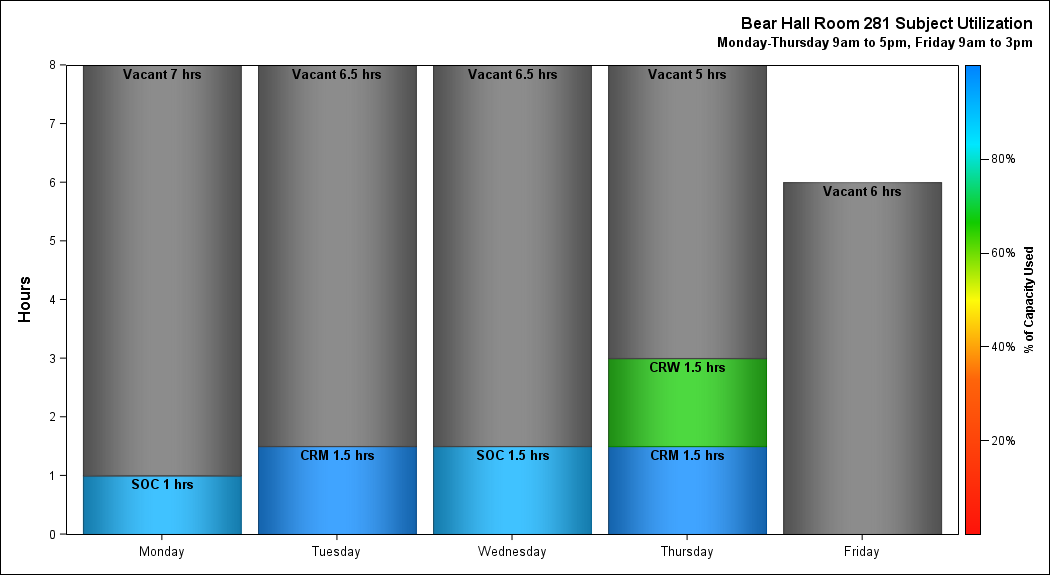 Bear Hall Room 281 Subject Utilization
Monday-Thursday 9am to 5pm, Friday 9am to 3pm
Hours
8
7
6
5
4
3
2
1
0
Vacant 7 hrs
SOC 1 hrs
Vacant 6.5 hrs
CRM 1.5 hrs
Vacant 6.5 hrs
SOC 1.5 hrs
Vacant 5 hrs
CRW 1.5 hrs
CRM 1.5 hrs
Vacant 6 hrs
Monday
Tuesday
Wednesday
Thursday
Friday
80%
60%
40%
20%
% of Capacity Used